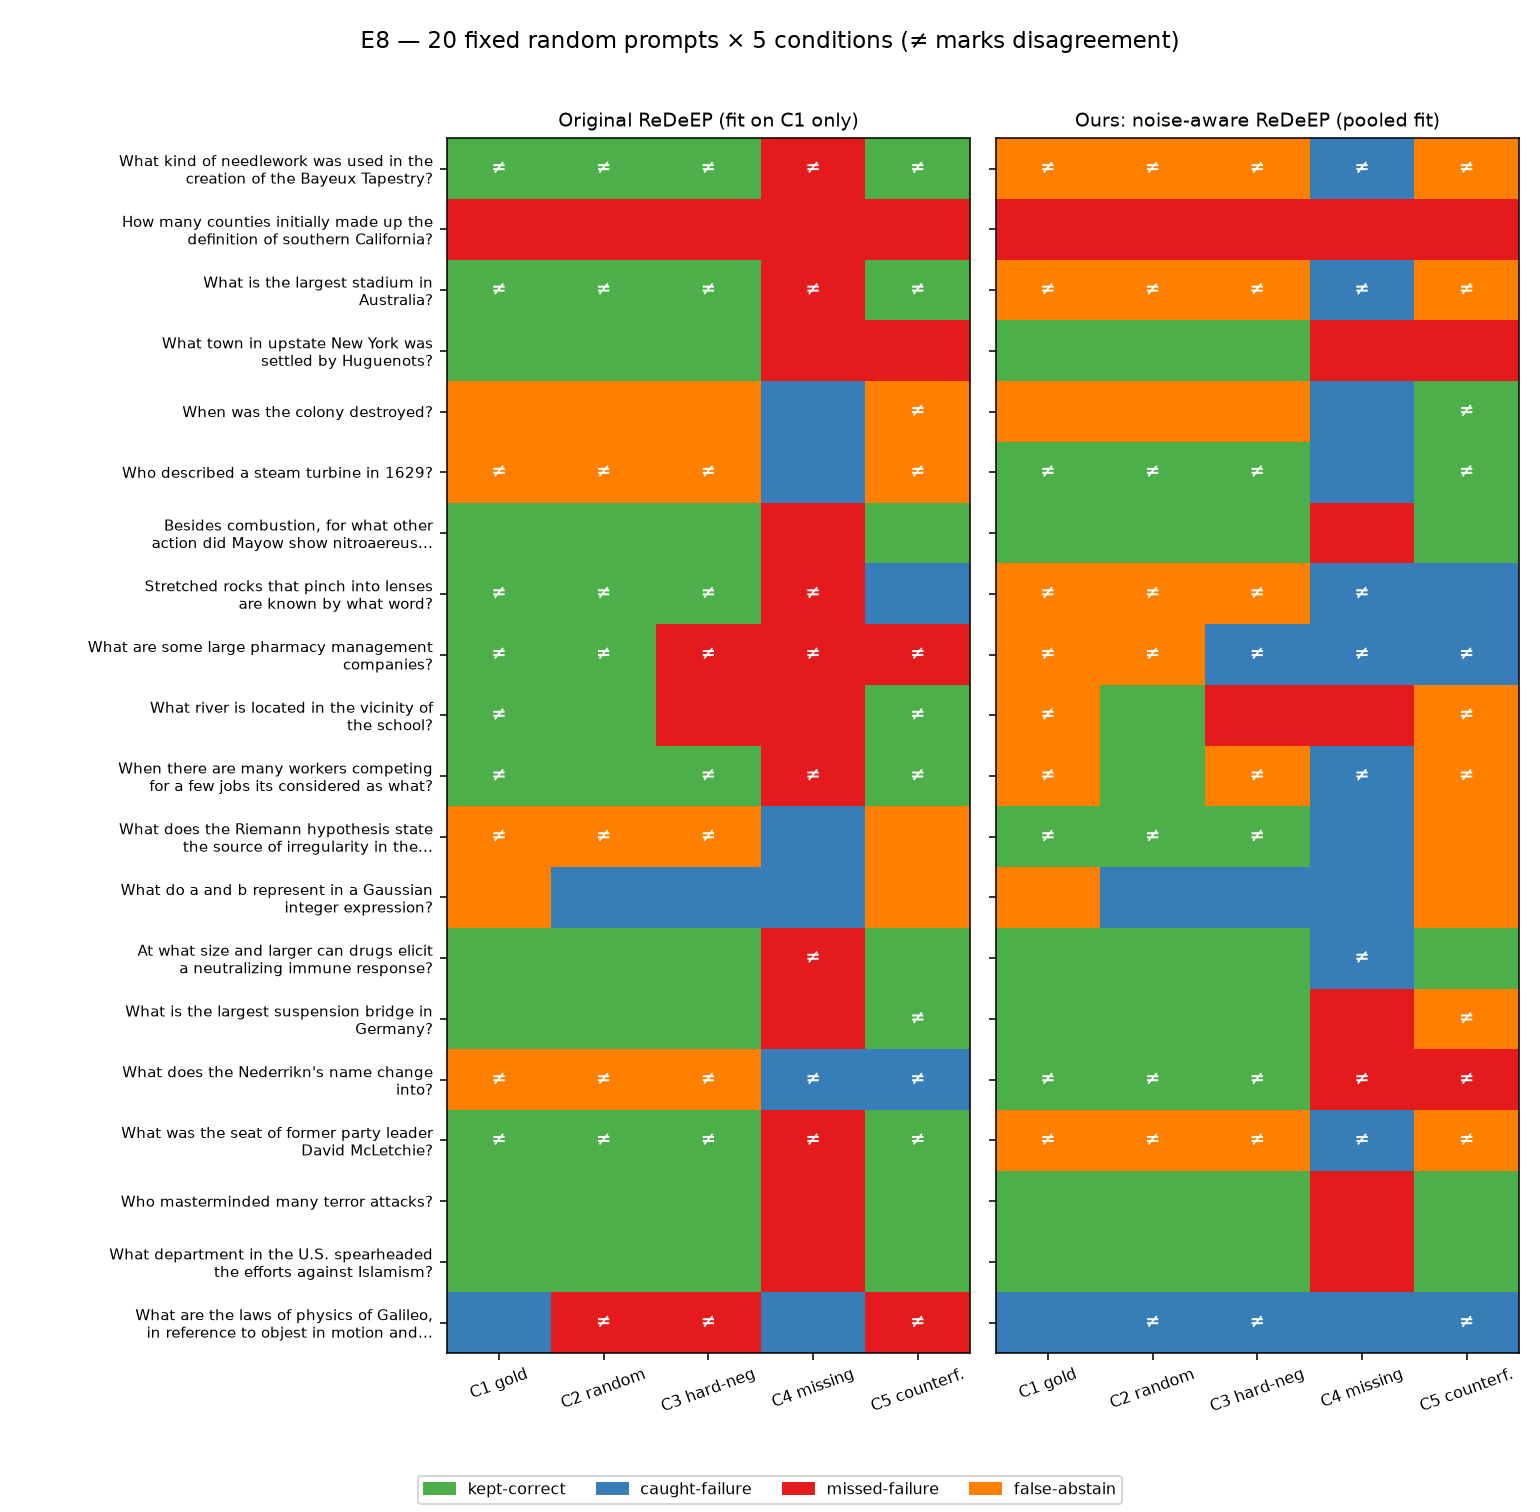 E8 — 20 fixed random prompts × 5 conditions (≠ marks disagreement)
Original ReDeEP (fit on C1 only)
Ours: noise-aware ReDeEP (pooled fit)
What kind of needlework was used in the
creation of the Bayeux Tapestry?
≠ ≠ ≠ ≠ ≠ ≠ ≠ ≠ ≠ ≠
How many counties initially made up the
definition of southern California?
What is the largest stadium in
Australia?
≠ ≠ ≠ ≠ ≠ ≠ ≠ ≠ ≠ ≠
What town in upstate New York was
settled by Huguenots?
When was the colony destroyed?
≠ ≠
Who described a steam turbine in 1629?
≠ ≠ ≠ ≠ ≠ ≠ ≠ ≠
Besides combustion, for what other
action did Mayow show nitroaereus...
Stretched rocks that pinch into lenses
are known by what word?
≠ ≠ ≠ ≠ ≠ ≠ ≠ ≠
What are some large pharmacy management
companies?
≠ ≠ ≠ ≠ ≠ ≠ ≠ ≠ ≠ ≠
What river is located in the vicinity of
the school?
≠ ≠ ≠ ≠
When there are many workers competing
for a few jobs its considered as what?
≠ ≠ ≠ ≠ ≠ ≠ ≠ ≠
What does the Riemann hypothesis state
the source of irregularity in the...
≠ ≠ ≠ ≠ ≠ ≠
What do a and b represent in a Gaussian
integer expression?
At what size and larger can drugs elicit
a neutralizing immune response?
≠ ≠
What is the largest suspension bridge in
Germany?
≠ ≠
What does the Nederrikn's name change
into?
≠ ≠ ≠ ≠ ≠ ≠ ≠ ≠ ≠ ≠
What was the seat of former party leader
David McLetchie?
≠ ≠ ≠ ≠ ≠ ≠ ≠ ≠ ≠ ≠
Who masterminded many terror attacks?
What department in the U.S. spearheaded
the efforts against Islamism?
What are the laws of physics of Galileo,
in reference to objest in motion and...
≠ ≠ ≠ ≠ ≠ ≠
C1 gold C2 random C3 hard-neg C4 missing C5 counterf.
C1 gold C2 random C3 hard-neg C4 missing C5 counterf.
kept-correct caught-failure missed-failure false-abstain